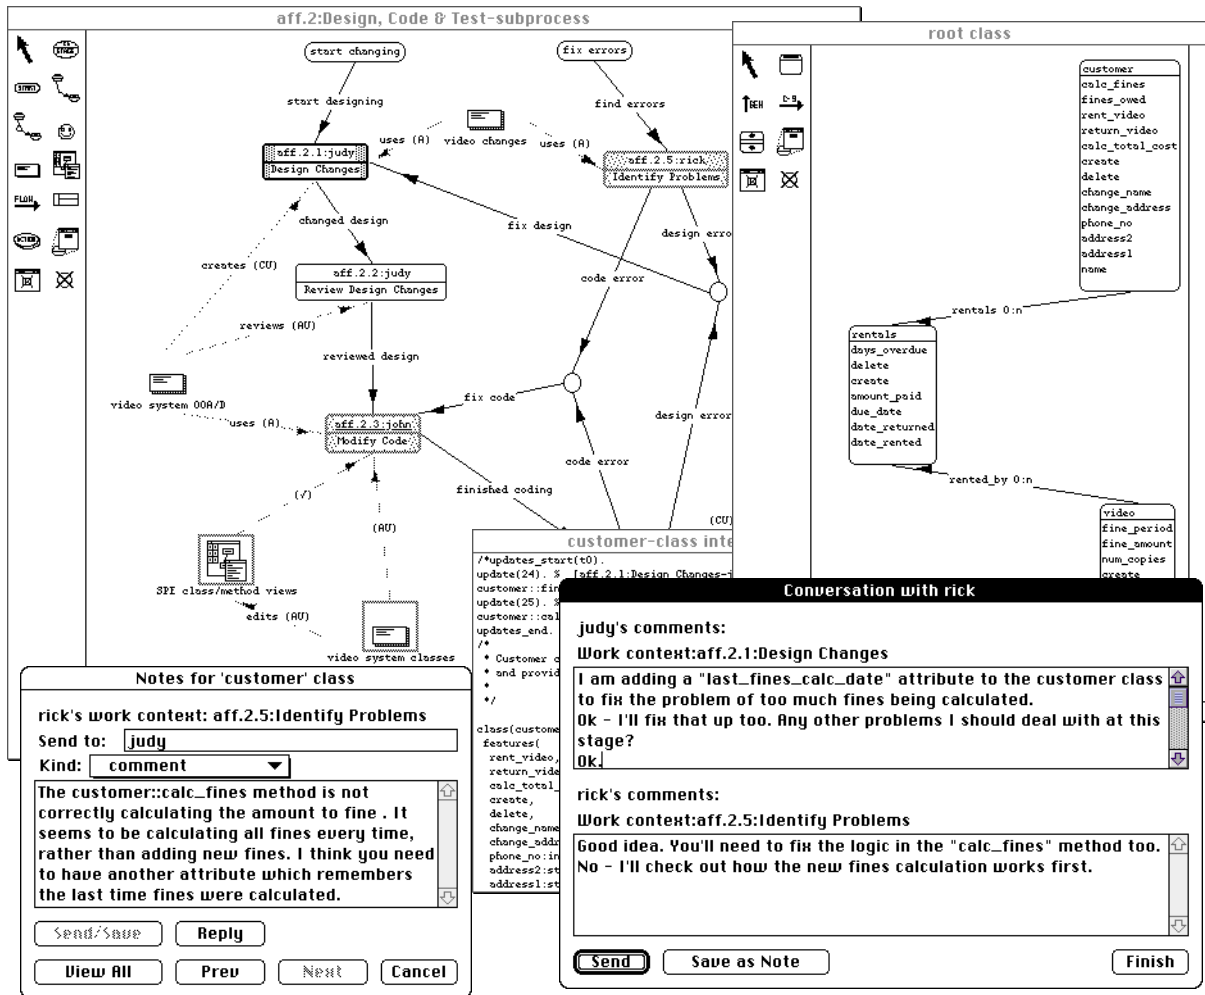 aff.2:Design, Code & Test-subprocess
start changing
fix errors
start designing
find errors
uses (A)
video changes
uses (A)
aff.2.1:judy
Design Changes
aff.2.5:rick
Identify Problems
changed design
fix design
design erro
creates (CU)
code error
aff.2.2:judy
Review Design Changes
reviews (AU)
reviewed design
video system OOA/D
fix code
uses (A)
design error
aff.2.3:john
Modify Code
code error
finished coding
(√)
(AU)
(CU)
SPE class/method views
edits (AU)
video system classes
START
FLOW
root class
GEN
customer
calc_fines
fines_owed
rent_video
return_video
calc_total_cost
create
delete
change_name
change_address
phone_no
address2
address1
name
rentals 0:n
rentals
days_overdue
delete
create
amount_paid
due_date
date_returned
date_rented
rented_by 0:n
video
fine_period
fine_amount
num_copies
create
customer-class inte
/*updates_start(t0).
update(24). % [aff.2.1:Design Changes-j
customer::fin
update(25). %
customer::cal
updates_end.
/*
* Customer c
* and provid
*
*/
class(custome
features(
rent_video,
return_vide
calc_total_
create,
delete,
change_name
change_addr
phone_no:in
address2:st
address1:st
Notes for 'customer' class
rick's work context: aff.2.5:Identify Problems
Send to: judy
Kind: comment
The customer::calc_fines method is not
correctly calculating the amount to fine . It
seems to be calculating all fines every time,
rather than adding new fines. I think you need
to have another attribute which remembers
the last time fines were calculated.
Send/Save Reply
View All Prev Next Cancel
Conversation with rick
judy's comments:
Work context:aff.2.1:Design Changes
I am adding a "last_fines_calc_date" attribute to the customer class
to fix the problem of too much fines being calculated.
Ok - I'll fix that up too. Any other problems I should deal with at this
stage?
Ok.
rick's comments:
Work context:aff.2.5:Identify Problems
Good idea. You'll need to fix the logic in the "calc_fines" method too.
No - I'll check out how the new fines calculation works first.
Send Save as Note Finish